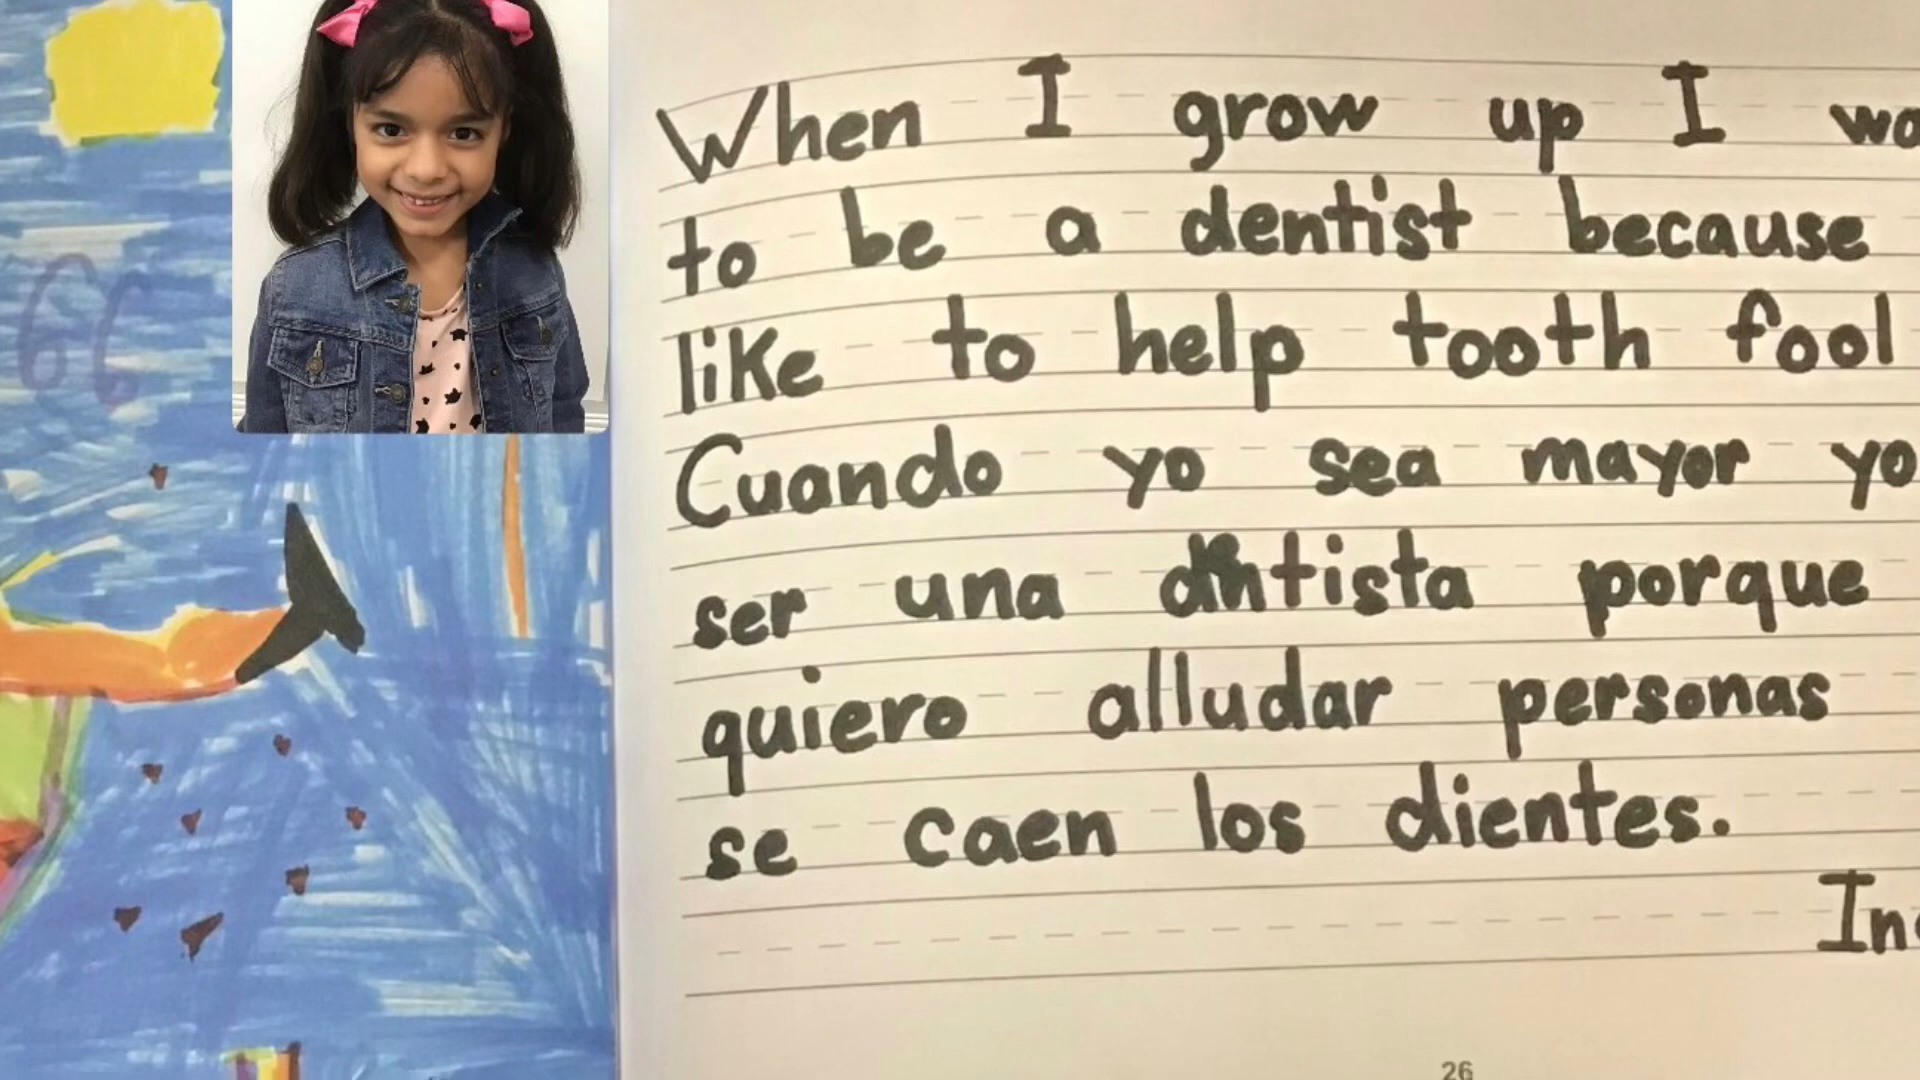 When I grow up I
to be a dentist because
like to help tooth fool
Cuando yo sea mayor yo
ser una dntista porque
quiero alludar personas
se caen los dientes.
26